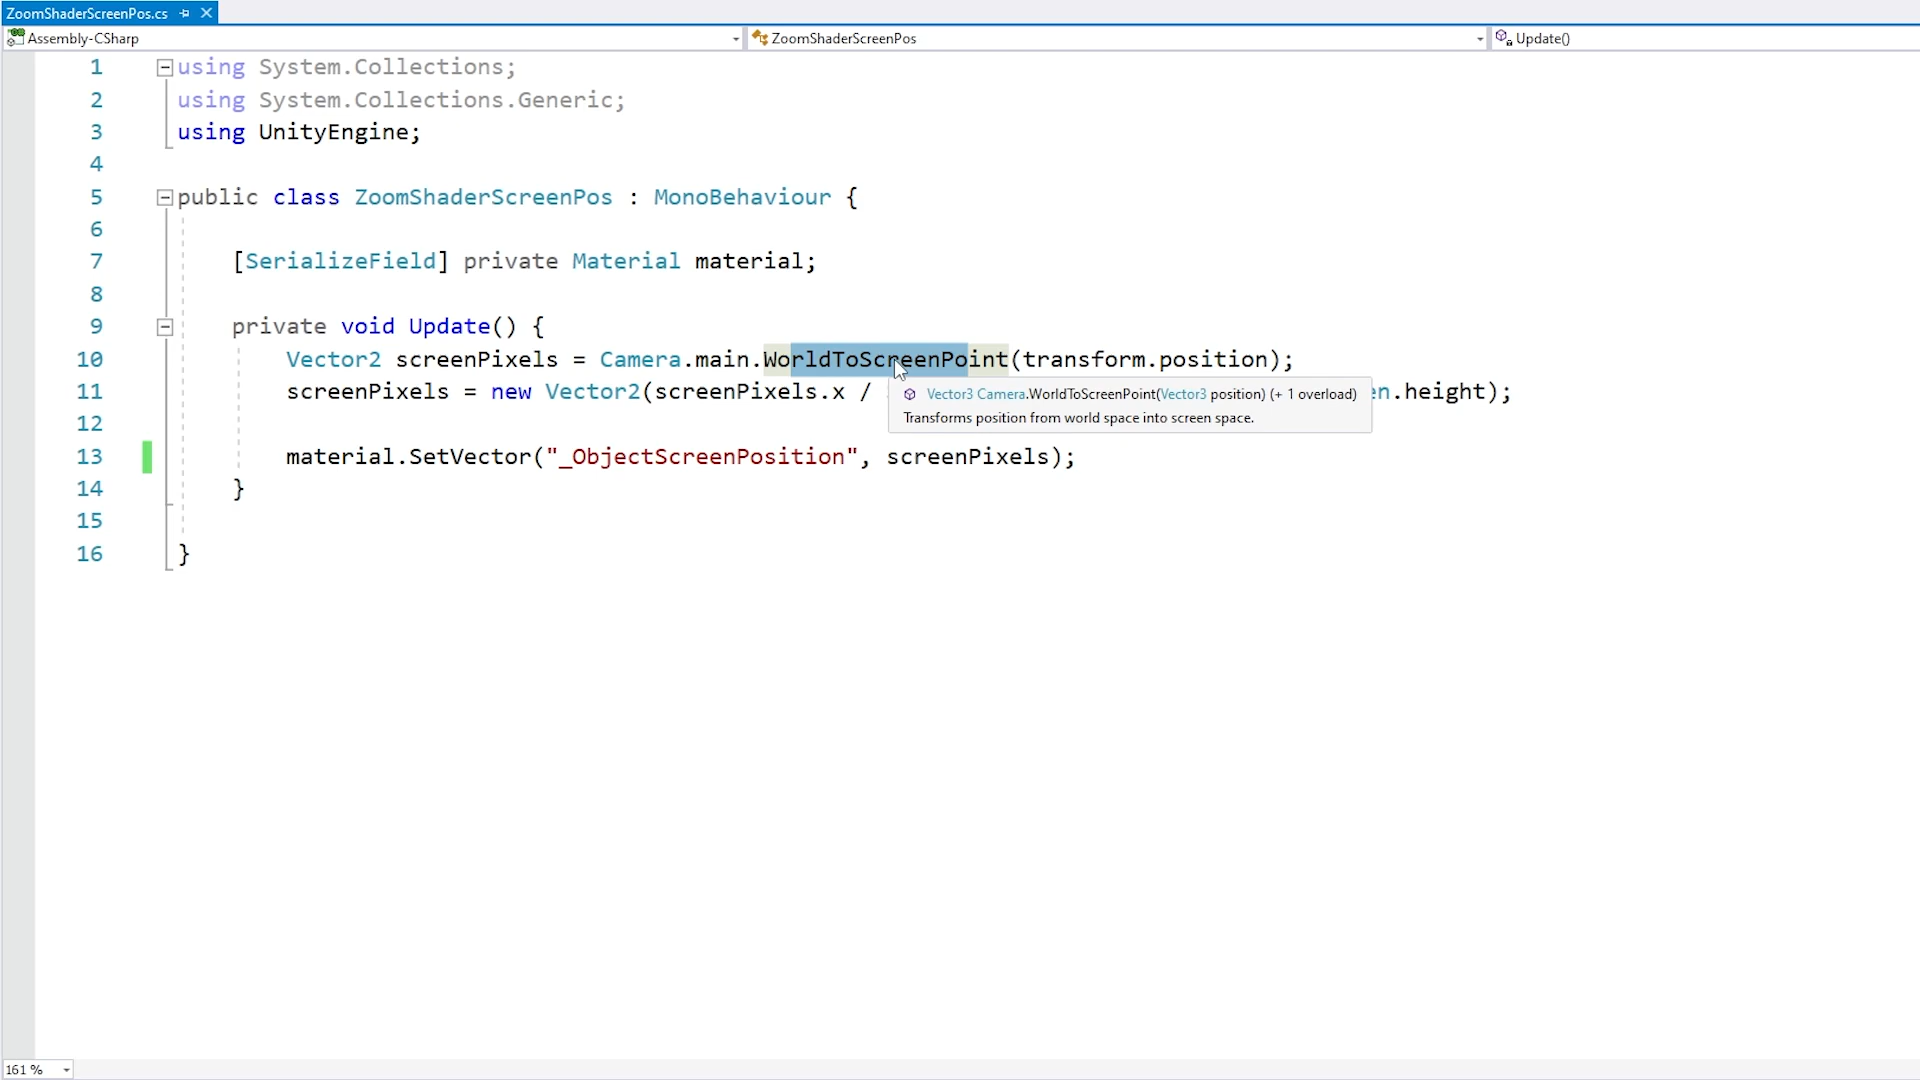 ZoomShaderScreenPos.cs
Assembly-CSharp
ZoomShaderScreenPos
Update()
1 using System.Collections;
2 using System.Collections.Generic;
3 using UnityEngine;
4
5 public class ZoomShaderScreenPos : MonoBehaviour {
6
7 [SerializeField] private Material material;
8
9 private void Update() {
10 Vector2 screenPixels = Camera.main.WorldToScreenPoint(transform.position);
11 screenPixels = new Vector2(screenPixels.x / en.height);
Vector3 Camera.WorldToScreenPoint(Vector3 position) (+ 1 overload)
Transforms position from world space into screen space.
12
13 material.SetVector("_ObjectScreenPosition", screenPixels);
14 }
15
16 }
161 %